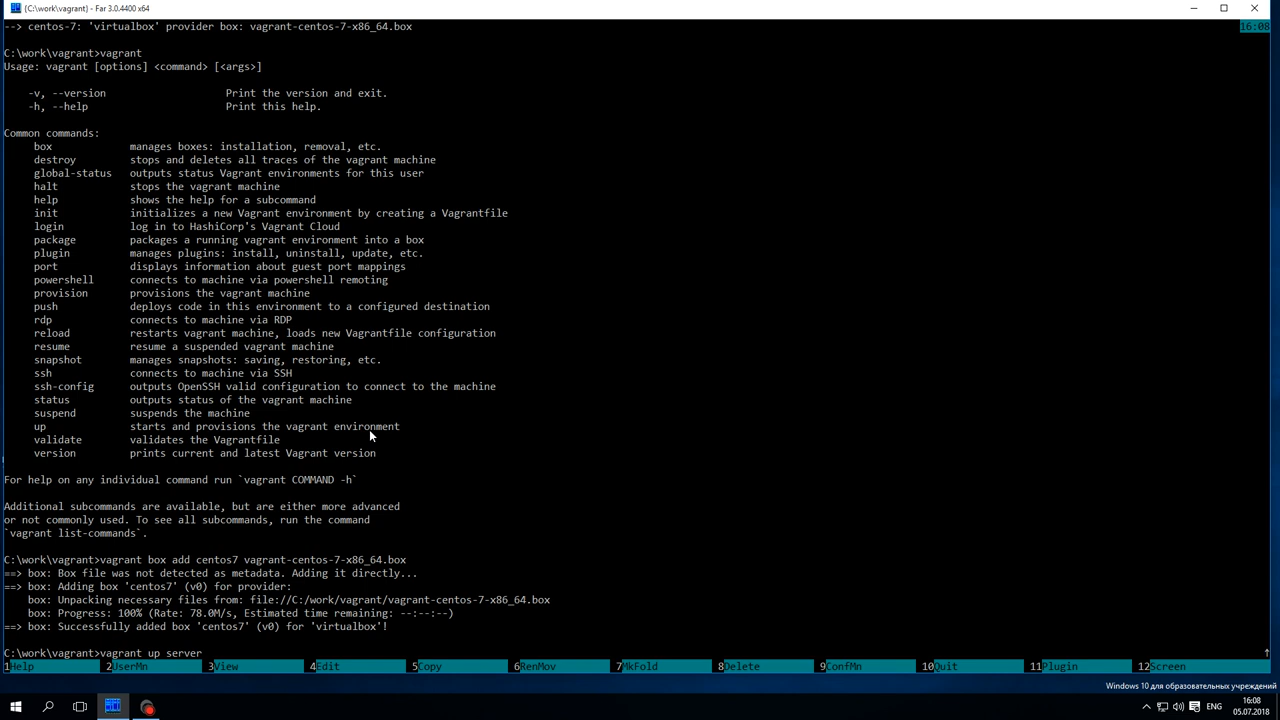 {C:\work\vagrant} - Far 3.0.4400 x64
--> centos-7: 'virtualbox' provider box: vagrant-centos-7-x86_64.box
16:08
C:\work\vagrant>vagrant
Usage: vagrant [options] <command> [<args>]
-v, --version Print the version and exit.
-h, --help Print this help.
Common commands:
box manages boxes: installation, removal, etc.
destroy stops and deletes all traces of the vagrant machine
global-status outputs status Vagrant environments for this user
halt stops the vagrant machine
help shows the help for a subcommand
init initializes a new Vagrant environment by creating a Vagrantfile
login log in to HashiCorp's Vagrant Cloud
package packages a running vagrant environment into a box
plugin manages plugins: install, uninstall, update, etc.
port displays information about guest port mappings
powershell connects to machine via powershell remoting
provision provisions the vagrant machine
push deploys code in this environment to a configured destination
rdp connects to machine via RDP
reload restarts vagrant machine, loads new Vagrantfile configuration
resume resume a suspended vagrant machine
snapshot manages snapshots: saving, restoring, etc.
ssh connects to machine via SSH
ssh-config outputs OpenSSH valid configuration to connect to the machine
status outputs status of the vagrant machine
suspend suspends the machine
up starts and provisions the vagrant environment
validate validates the Vagrantfile
version prints current and latest Vagrant version
For help on any individual command run `vagrant COMMAND -h`
Additional subcommands are available, but are either more advanced
or not commonly used. To see all subcommands, run the command
`vagrant list-commands`.
C:\work\vagrant>vagrant box add centos7 vagrant-centos-7-x86_64.box
==> box: Box file was not detected as metadata. Adding it directly...
==> box: Adding box 'centos7' (v0) for provider:
box: Unpacking necessary files from: file://C:/work/vagrant/vagrant-centos-7-x86_64.box
box: Progress: 100% (Rate: 78.0M/s, Estimated time remaining: --:--:--)
==> box: Successfully added box 'centos7' (v0) for 'virtualbox'!
C:\work\vagrant>vagrant up server
1Help 2UserMn 3View 4Edit 5Copy 6RenMov 7MkFold 8Delete 9ConfMn 10Quit 11Plugin 12Screen
Windows 10 для образовательных учреждений
ENG
16:08
05.07.2018